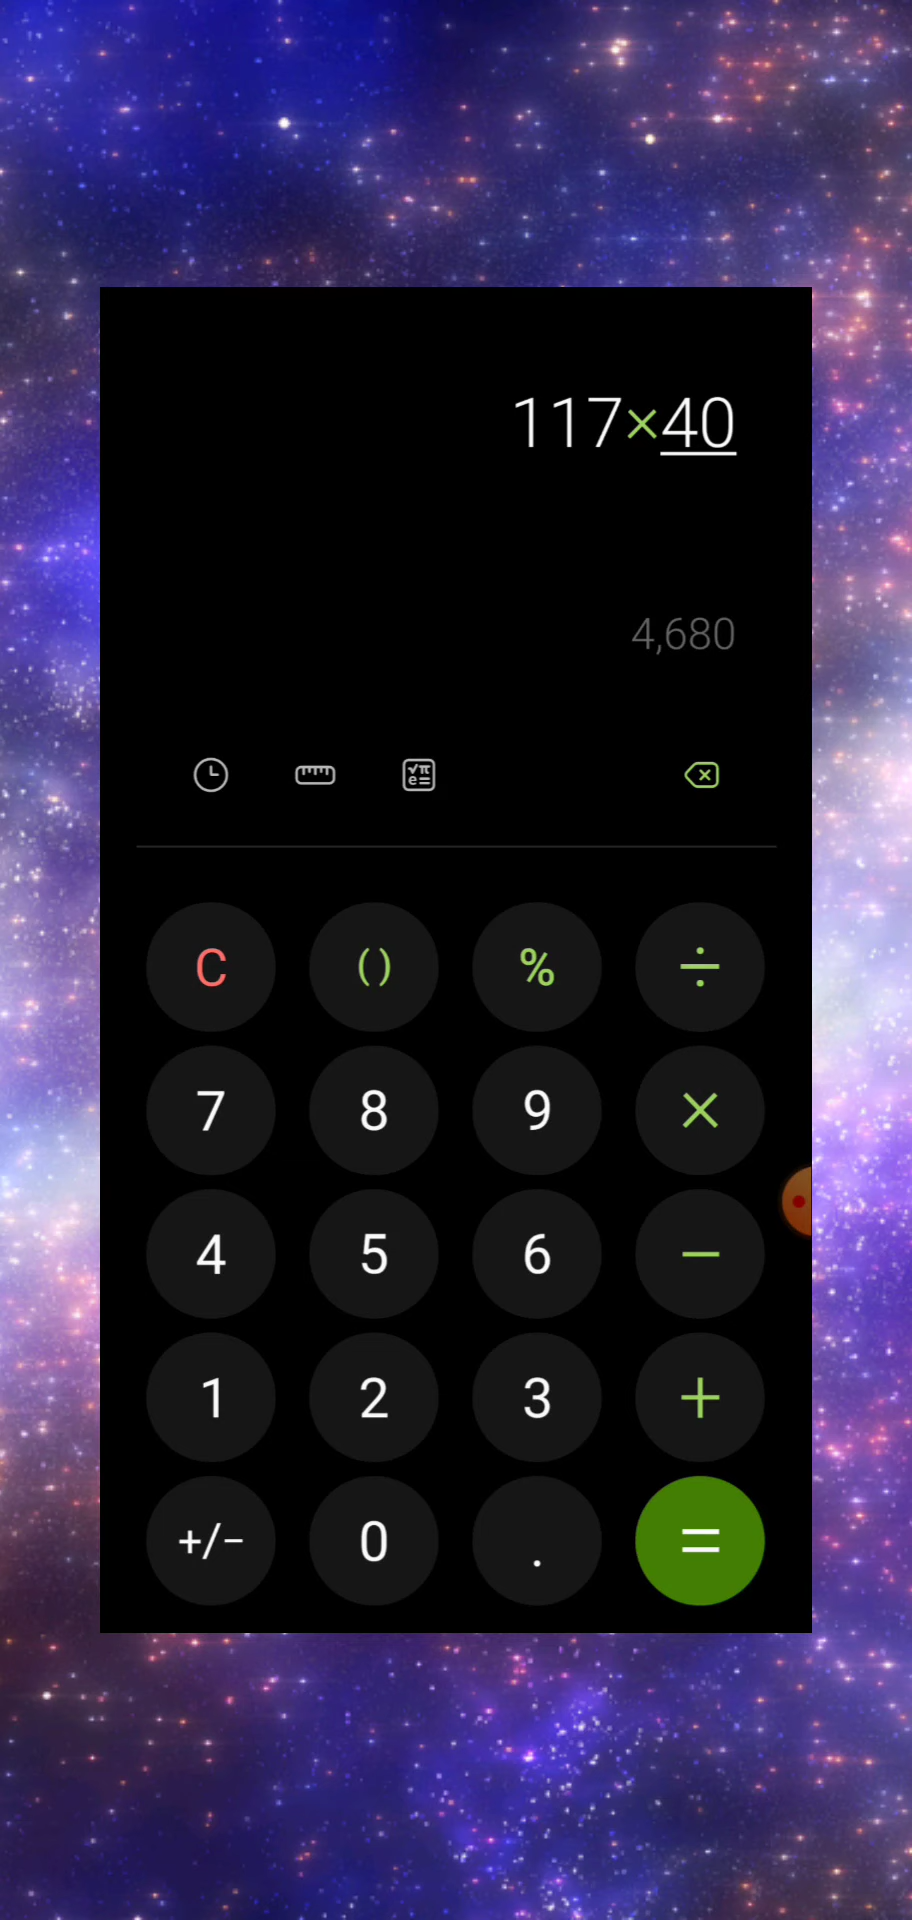 117×40
4,680
C () % ÷
7 8 9 ×
4 5 6 −
1 2 3 +
+/− 0 . =